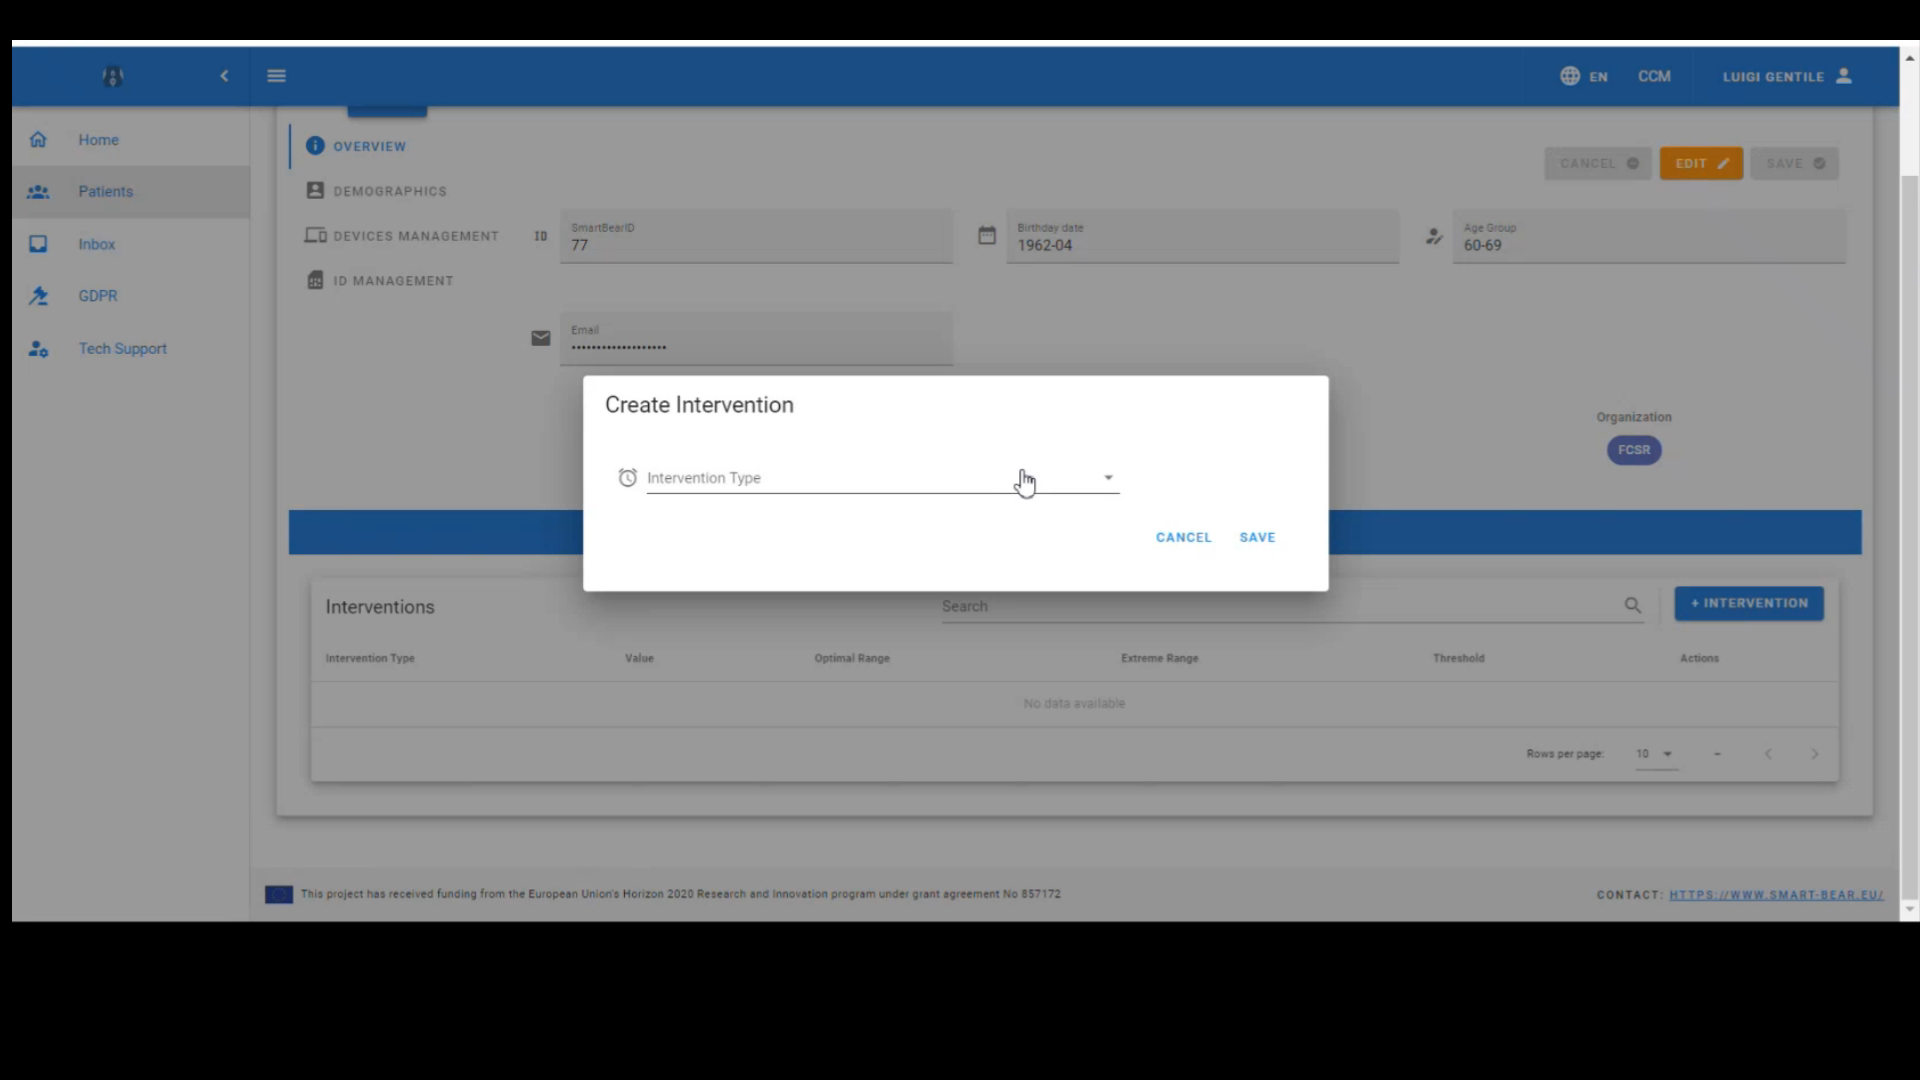 EN CCM LUIGI GENTILE
Home
Patients
Inbox
GDPR
Tech Support
OVERVIEW
DEMOGRAPHICS
DEVICES MANAGEMENT
ID MANAGEMENT
CANCEL EDIT SAVE
ID SmartBearID
77
Birthday date
1962-04
Age Group
60-69
Email
•••••••••••••••••••
Organization
FCSR
Create Intervention
Intervention Type
CANCEL SAVE
Interventions Search + INTERVENTION
Intervention Type Value Optimal Range Extreme Range Threshold Actions
No data available
Rows per page: 10 –
This project has received funding from the European Union's Horizon 2020 Research and Innovation program under grant agreement No 857172
CONTACT: HTTPS://WWW.SMART-BEAR.EU/